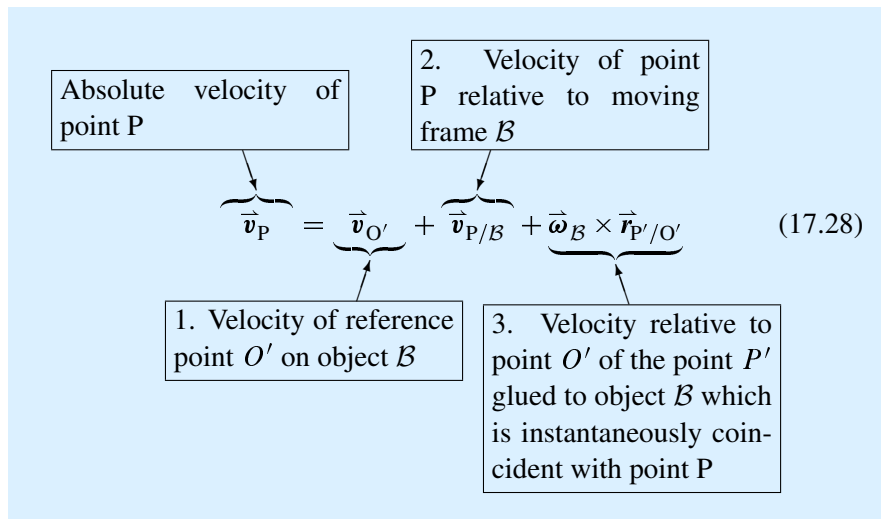 Absolute velocity of
point P
2. Velocity of point
P relative to moving
frame ℬ
v⃗_P = v⃗_O′ + v⃗_P/ℬ + ω⃗_ℬ × r⃗_P′/O′ (17.28)
1. Velocity of reference
point O′ on object ℬ
3. Velocity relative to
point O′ of the point P′
glued to object ℬ which
is instantaneously coin-
cident with point P